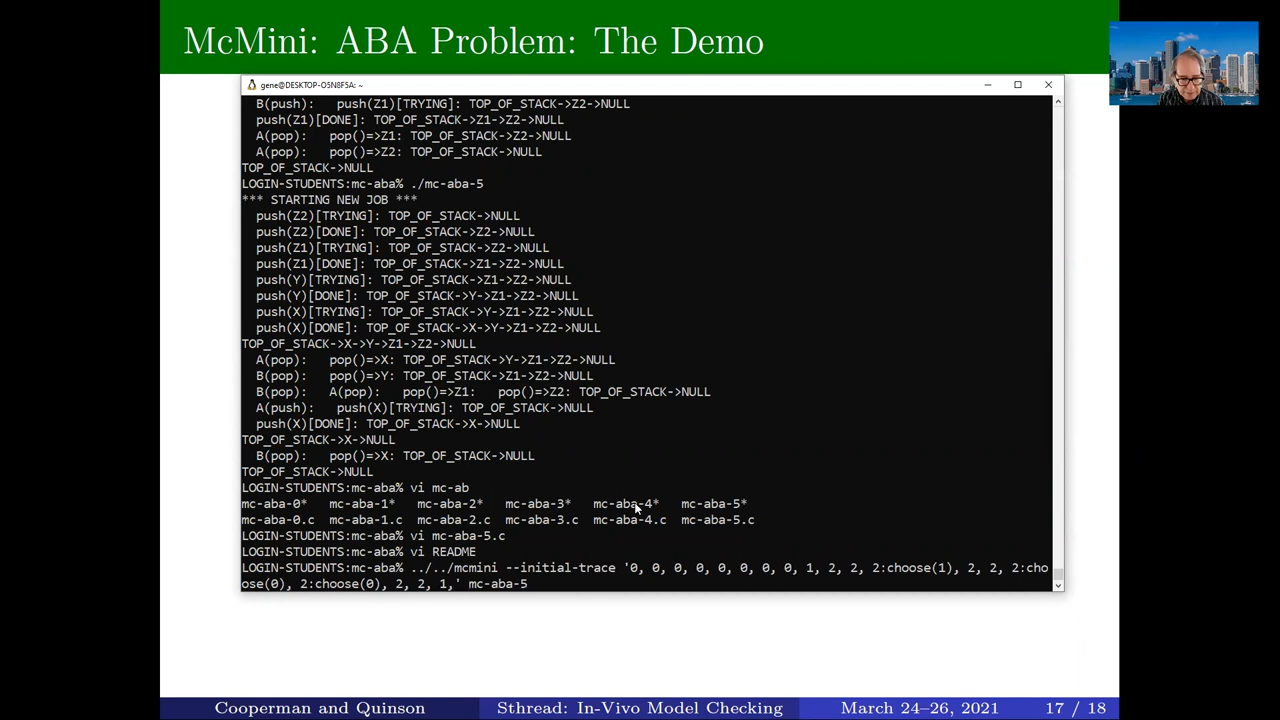 McMini: ABA Problem: The Demo
gene@DESKTOP-O5N8F5A: ~
B(push): push(Z1)[TRYING]: TOP_OF_STACK->Z2->NULL
push(Z1)[DONE]: TOP_OF_STACK->Z1->Z2->NULL
A(pop): pop()=>Z1: TOP_OF_STACK->Z2->NULL
A(pop): pop()=>Z2: TOP_OF_STACK->NULL
TOP_OF_STACK->NULL
LOGIN-STUDENTS:mc-aba% ./mc-aba-5
*** STARTING NEW JOB ***
push(Z2)[TRYING]: TOP_OF_STACK->NULL
push(Z2)[DONE]: TOP_OF_STACK->Z2->NULL
push(Z1)[TRYING]: TOP_OF_STACK->Z2->NULL
push(Z1)[DONE]: TOP_OF_STACK->Z1->Z2->NULL
push(Y)[TRYING]: TOP_OF_STACK->Z1->Z2->NULL
push(Y)[DONE]: TOP_OF_STACK->Y->Z1->Z2->NULL
push(X)[TRYING]: TOP_OF_STACK->Y->Z1->Z2->NULL
push(X)[DONE]: TOP_OF_STACK->X->Y->Z1->Z2->NULL
TOP_OF_STACK->X->Y->Z1->Z2->NULL
A(pop): pop()=>X: TOP_OF_STACK->Y->Z1->Z2->NULL
B(pop): pop()=>Y: TOP_OF_STACK->Z1->Z2->NULL
B(pop): A(pop): pop()=>Z1: pop()=>Z2: TOP_OF_STACK->NULL
A(push): push(X)[TRYING]: TOP_OF_STACK->NULL
push(X)[DONE]: TOP_OF_STACK->X->NULL
TOP_OF_STACK->X->NULL
B(pop): pop()=>X: TOP_OF_STACK->NULL
TOP_OF_STACK->NULL
LOGIN-STUDENTS:mc-aba% vi mc-ab
mc-aba-0* mc-aba-1* mc-aba-2* mc-aba-3* mc-aba-4* mc-aba-5*
mc-aba-0.c mc-aba-1.c mc-aba-2.c mc-aba-3.c mc-aba-4.c mc-aba-5.c
LOGIN-STUDENTS:mc-aba% vi mc-aba-5.c
LOGIN-STUDENTS:mc-aba% vi README
LOGIN-STUDENTS:mc-aba% ../../mcmini --initial-trace '0, 0, 0, 0, 0, 0, 0, 0, 1, 2, 2, 2:choose(1), 2, 2, 2:cho
ose(0), 2:choose(0), 2, 2, 1,' mc-aba-5
Cooperman and Quinson Sthread: In-Vivo Model Checking March 24–26, 2021 17 / 18